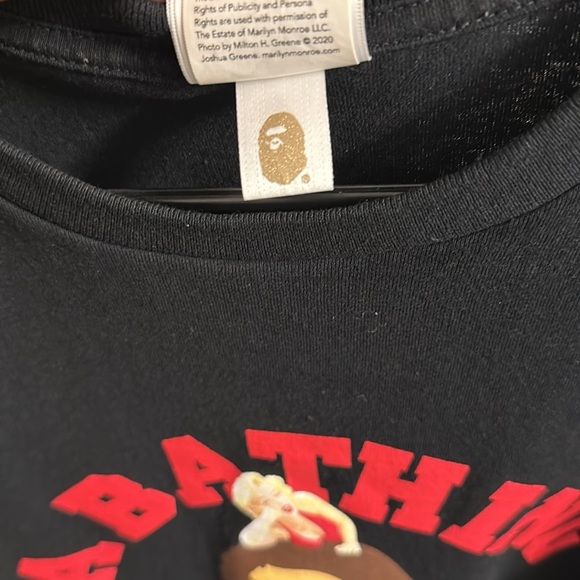 Rights of Publicity and Persona
Rights are used with permission of
The Estate of Marilyn Monroe LLC.
Photo by Milton H. Greene © 2020
Joshua Greene. marilynmonroe.com
®
A BATHIN